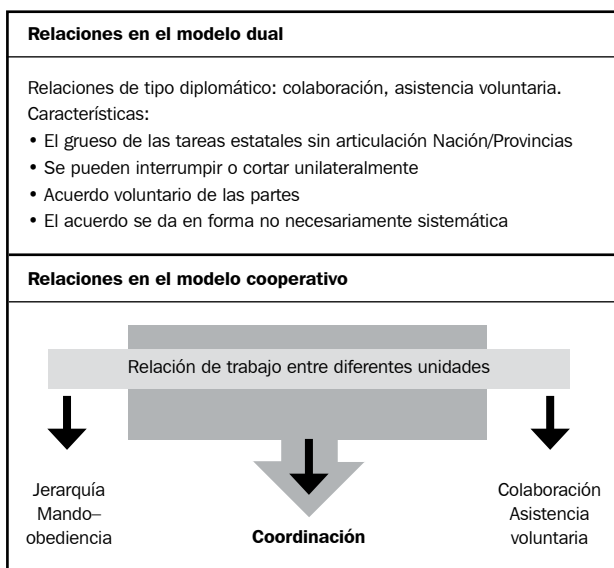 Relaciones en el modelo dual
Relaciones de tipo diplomático: colaboración, asistencia voluntaria.
Características:
• El grueso de las tareas estatales sin articulación Nación/Provincias
• Se pueden interrumpir o cortar unilateralmente
• Acuerdo voluntario de las partes
• El acuerdo se da en forma no necesariamente sistemática
Relaciones en el modelo cooperativo
Relación de trabajo entre diferentes unidades
Jerarquía
Mando–
obediencia
Coordinación
Colaboración
Asistencia
voluntaria